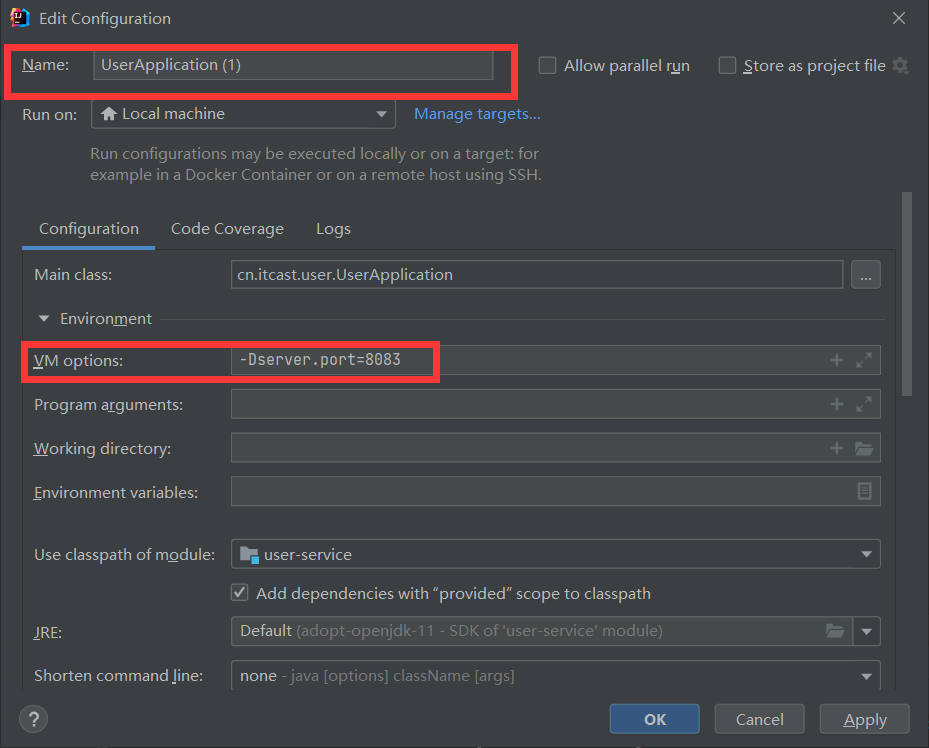 Edit Configuration
Name: UserApplication (1) Allow parallel run Store as project file
Run on: Local machine Manage targets...
Run configurations may be executed locally or on a target: for
example in a Docker Container or on a remote host using SSH.
Configuration Code Coverage Logs
Main class: cn.itcast.user.UserApplication ...
Environment
VM options: -Dserver.port=8083
Program arguments:
Working directory:
Environment variables:
Use classpath of module: user-service
Add dependencies with “provided” scope to classpath
JRE: Default (adopt-openjdk-11 - SDK of 'user-service' module)
Shorten command line: none - java [options] className [args]
? OK Cancel Apply